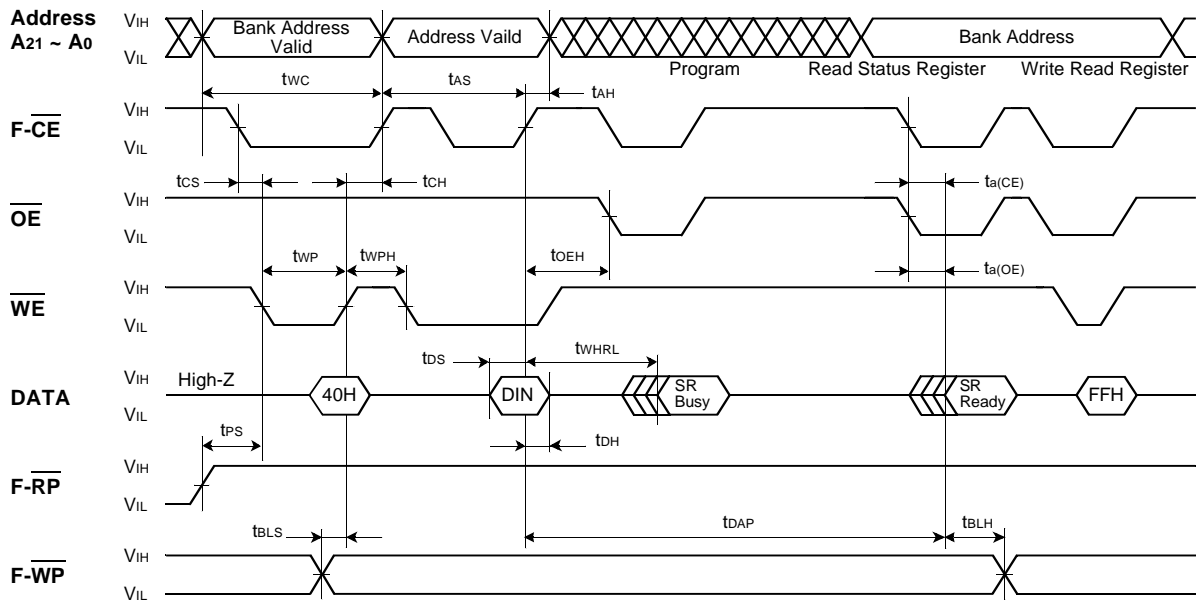 Address
A21 ~ A0
VIH
VIL
Bank Address
Valid
Address Vaild
Bank Address
Program
Read Status Register
Write Read Register
tWC
tAS
tAH
F-CE
VIH
VIL
tCS
tCH
ta(CE)
OE
VIH
VIL
tWP
tWPH
tOEH
ta(OE)
WE
VIH
VIL
tDS
tWHRL
DATA
VIH
VIL
High-Z
40H
DIN
SR
Busy
SR
Ready
FFH
tPS
tDH
F-RP
VIH
VIL
tBLS
tDAP
tBLH
F-WP
VIH
VIL